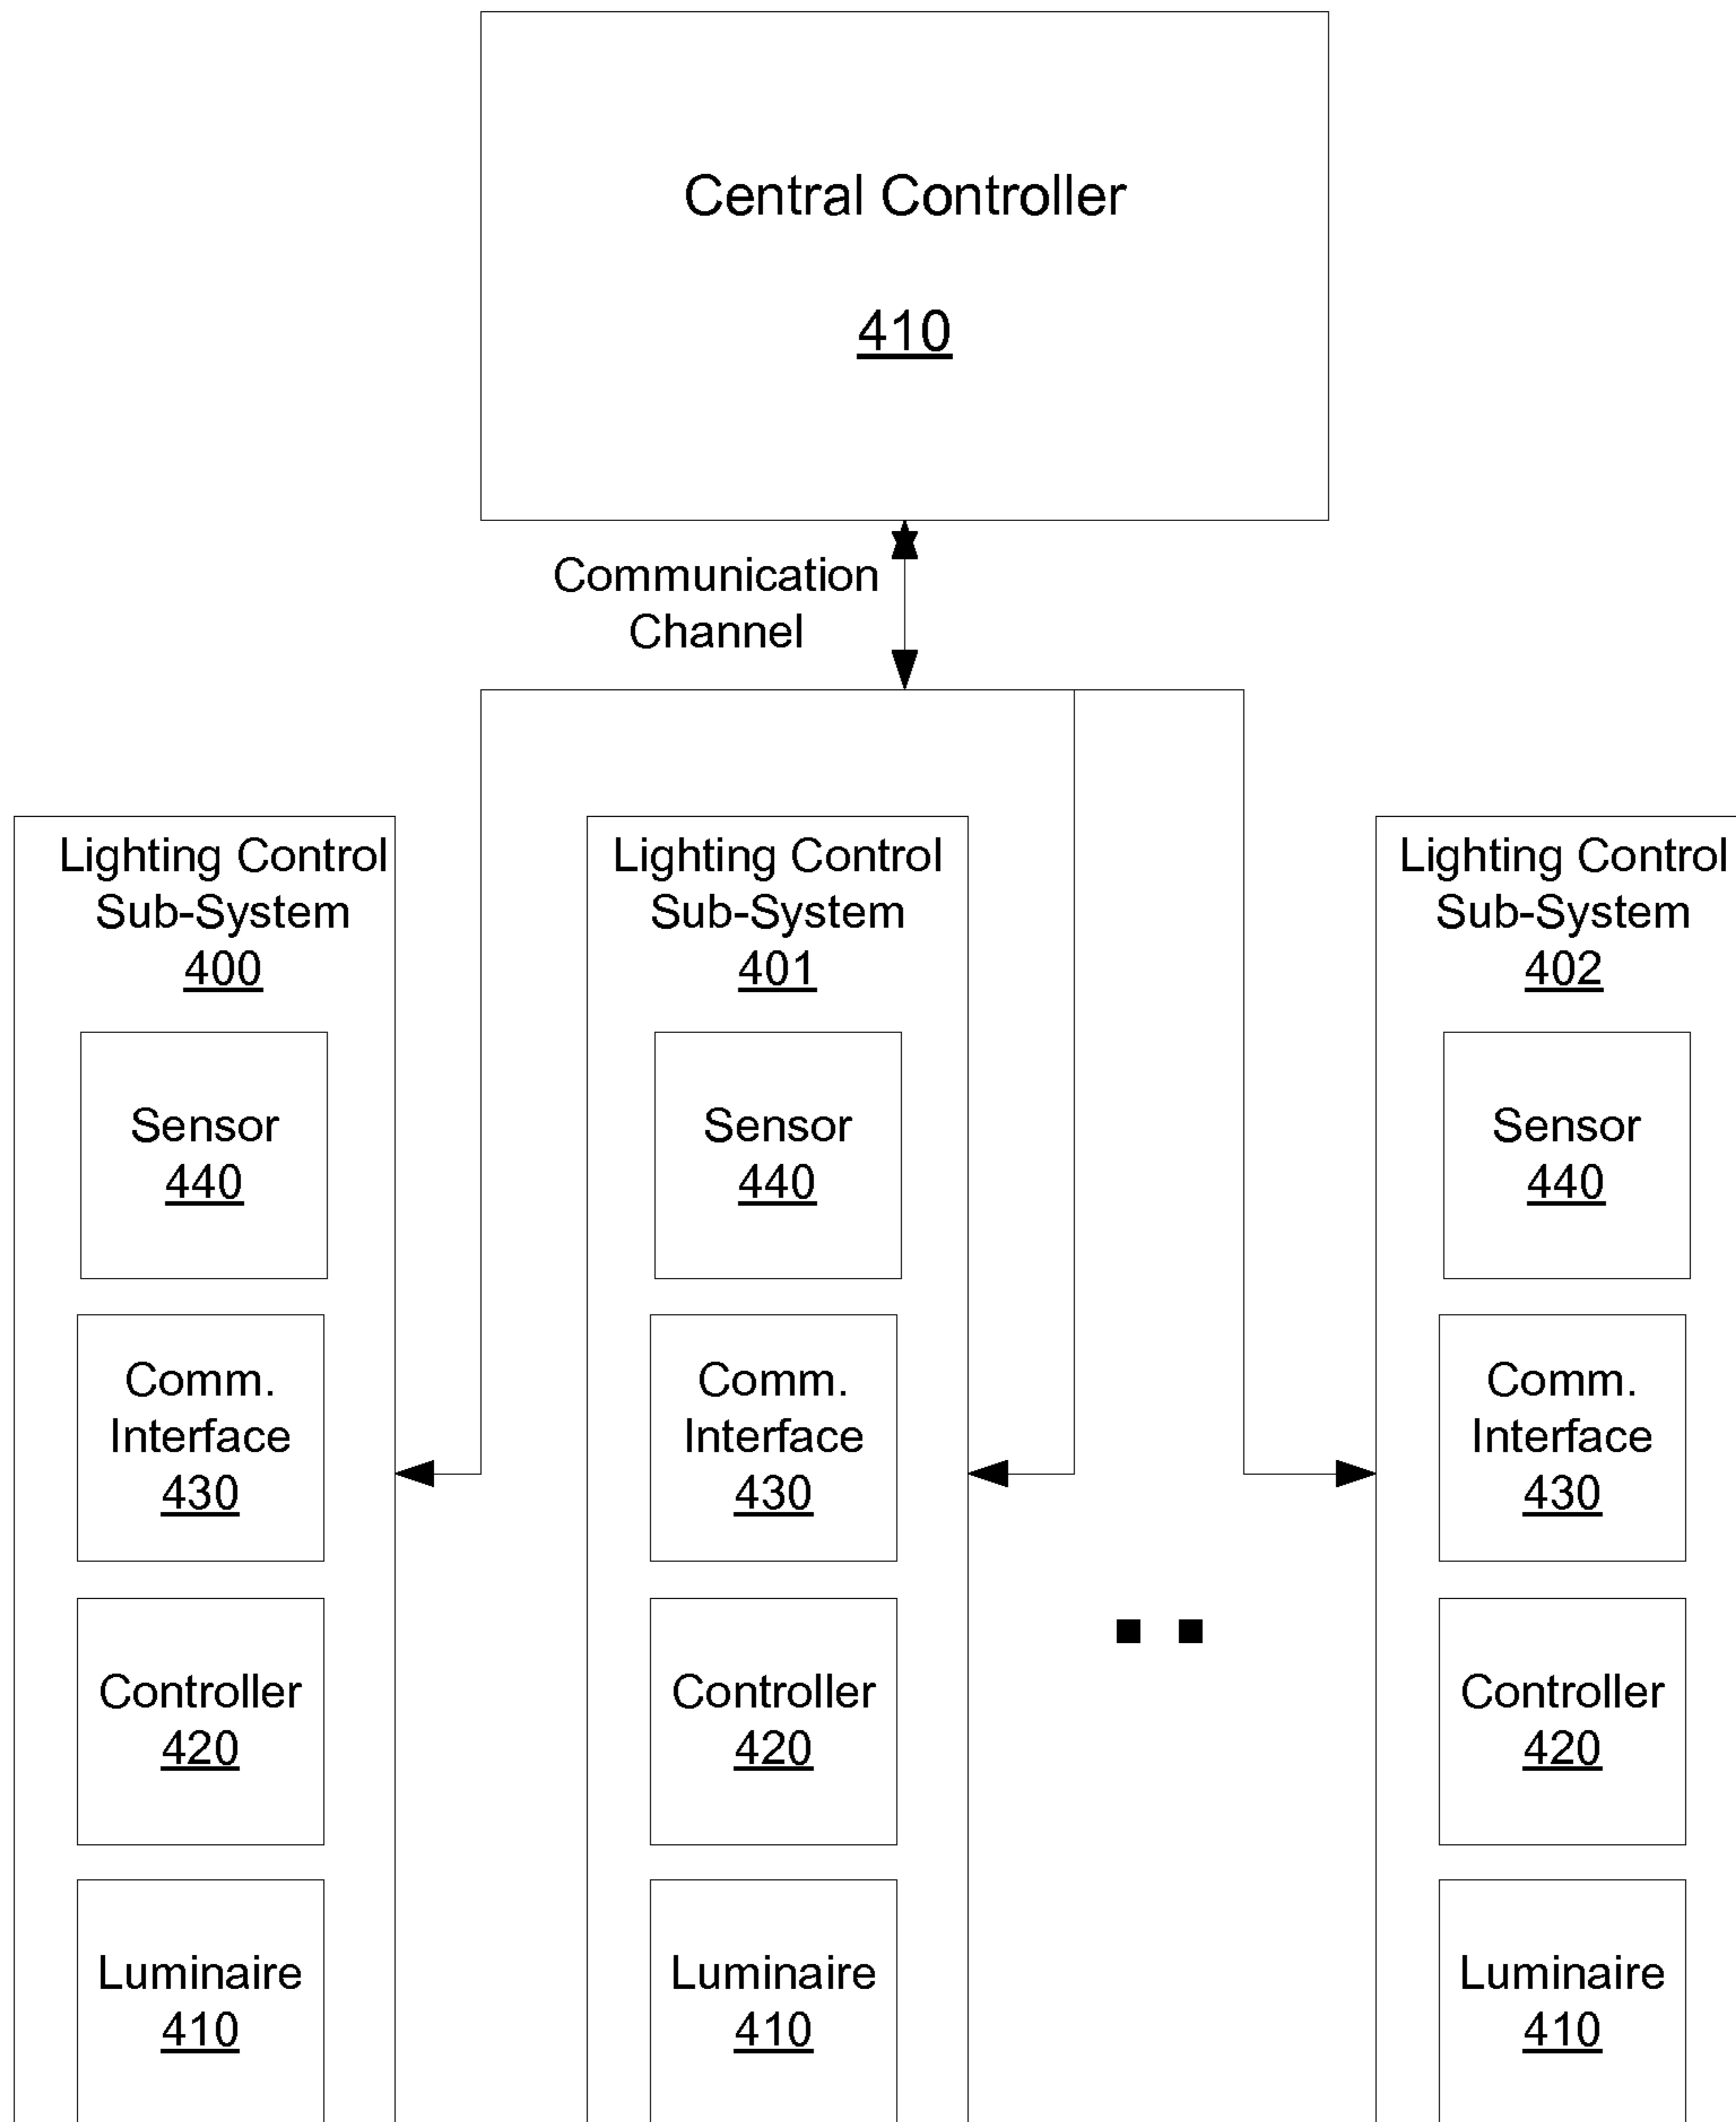 Central Controller
410
Communication
Channel
Lighting Control
Sub-System
400
Sensor
440
Comm.
Interface
430
Controller
420
Luminaire
410
Lighting Control
Sub-System
401
Sensor
440
Comm.
Interface
430
Controller
420
Luminaire
410
Lighting Control
Sub-System
402
Sensor
440
Comm.
Interface
430
Controller
420
Luminaire
410